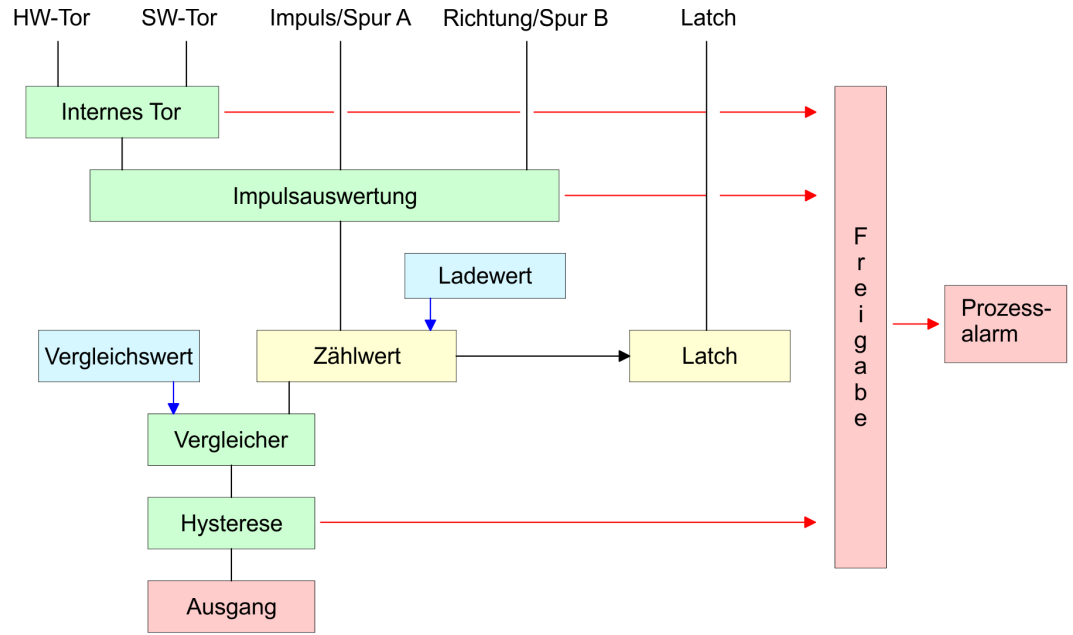 HW-Tor SW-Tor Impuls/Spur A Richtung/Spur B Latch
Internes Tor
Impulsauswertung
Ladewert
Vergleichswert Zählwert Latch
Vergleicher
Hysterese
Ausgang
F
r
e
i
g
a
b
e
Prozess-
alarm